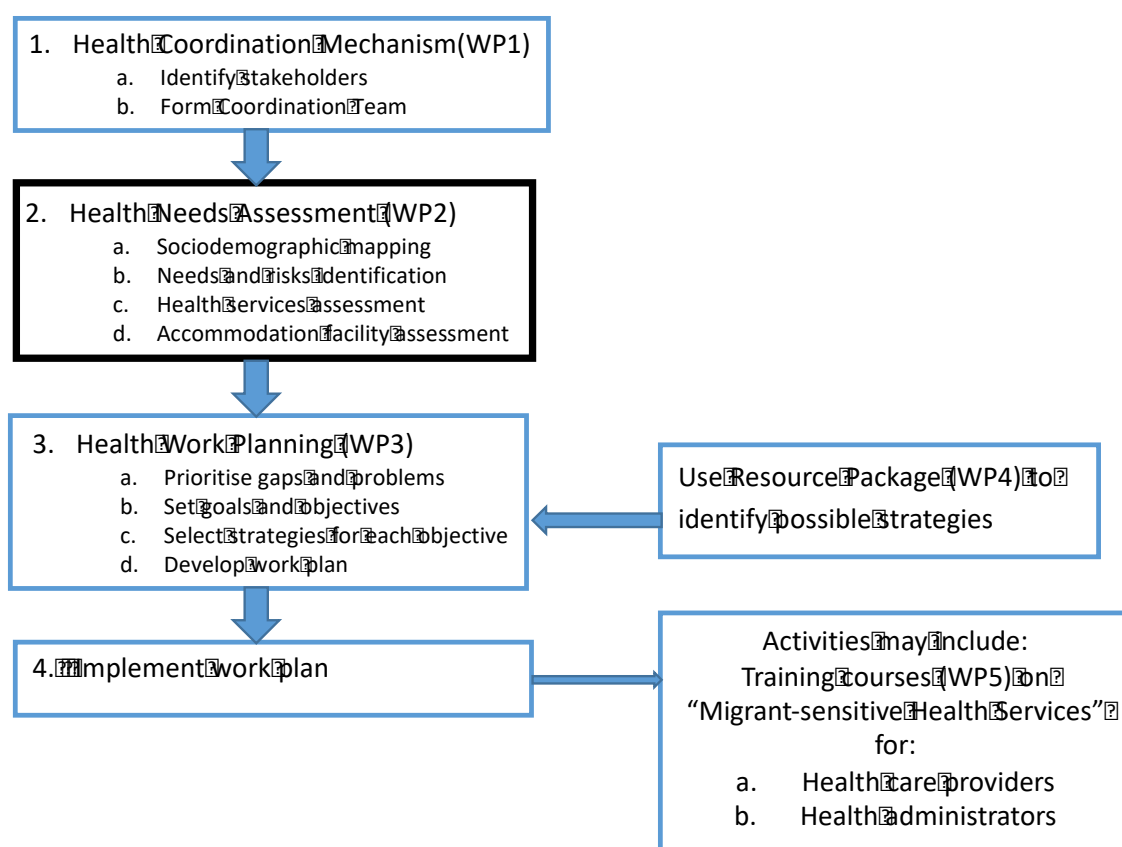 1. Health Coordination Mechanism(WP1)
a. Identify stakeholders
b. Form Coordination Team
2. Health Needs Assessment (WP2)
a. Sociodemographic mapping
b. Needs and risks identification
c. Health services assessment
d. Accommodation facility assessment
3. Health Work Planning (WP3)
a. Prioritise gaps and problems
b. Set goals and objectives
c. Select strategies for each objective
d. Develop work plan
Use Resource Package (WP4) to
identify possible strategies
4. Implement work plan
Activities may include:
Training courses (WP5) on
“Migrant-sensitive Health Services”
for:
a. Health care providers
b. Health administrators